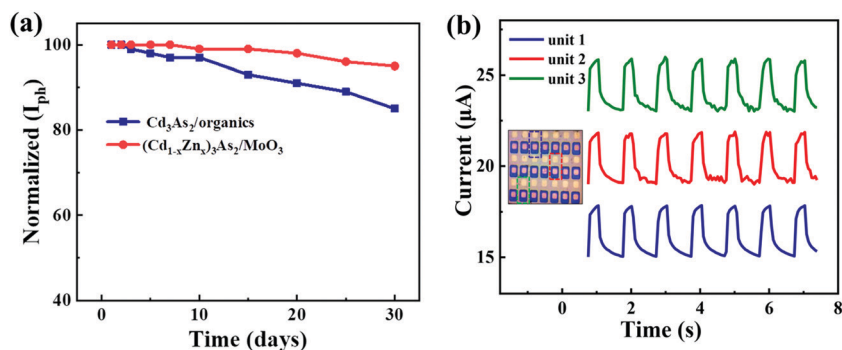 (a)
100
80
60
40
Normalized (I_ph)
Cd₃As₂/organics
(Cd₁₋ₓZnₓ)₃As₂/MoO₃
0
10
20
30
Time (days)
(b)
unit 1
unit 2
unit 3
25
20
15
Current (μA)
0
2
4
6
8
Time (s)